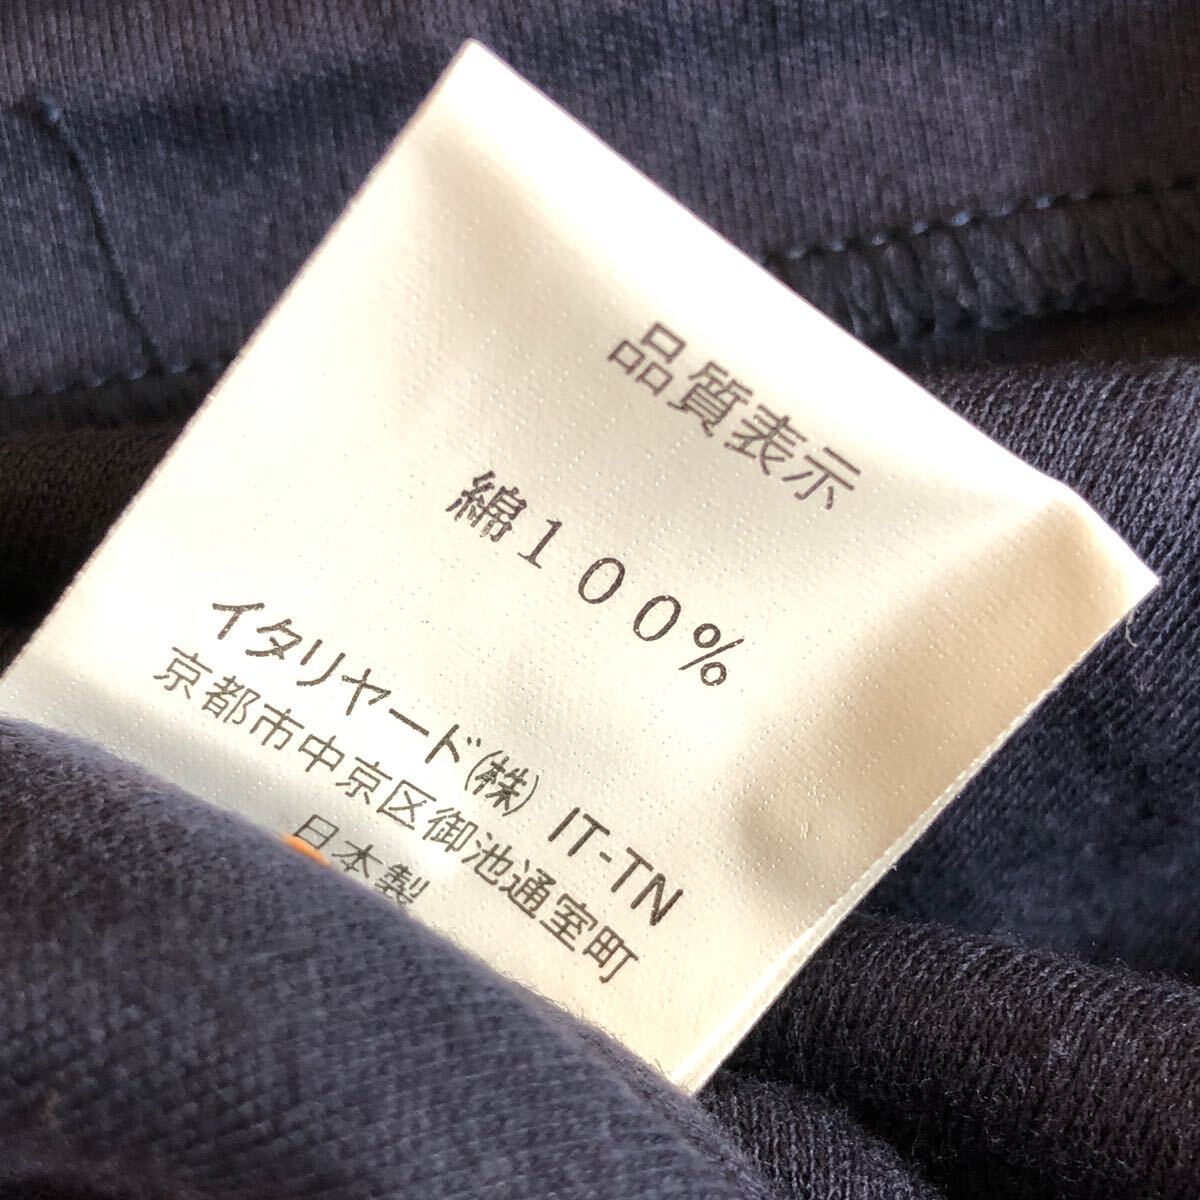 品質表示
綿１００％
イタリヤード(株) IT-TN
京都市中京区御池通室町
日本製